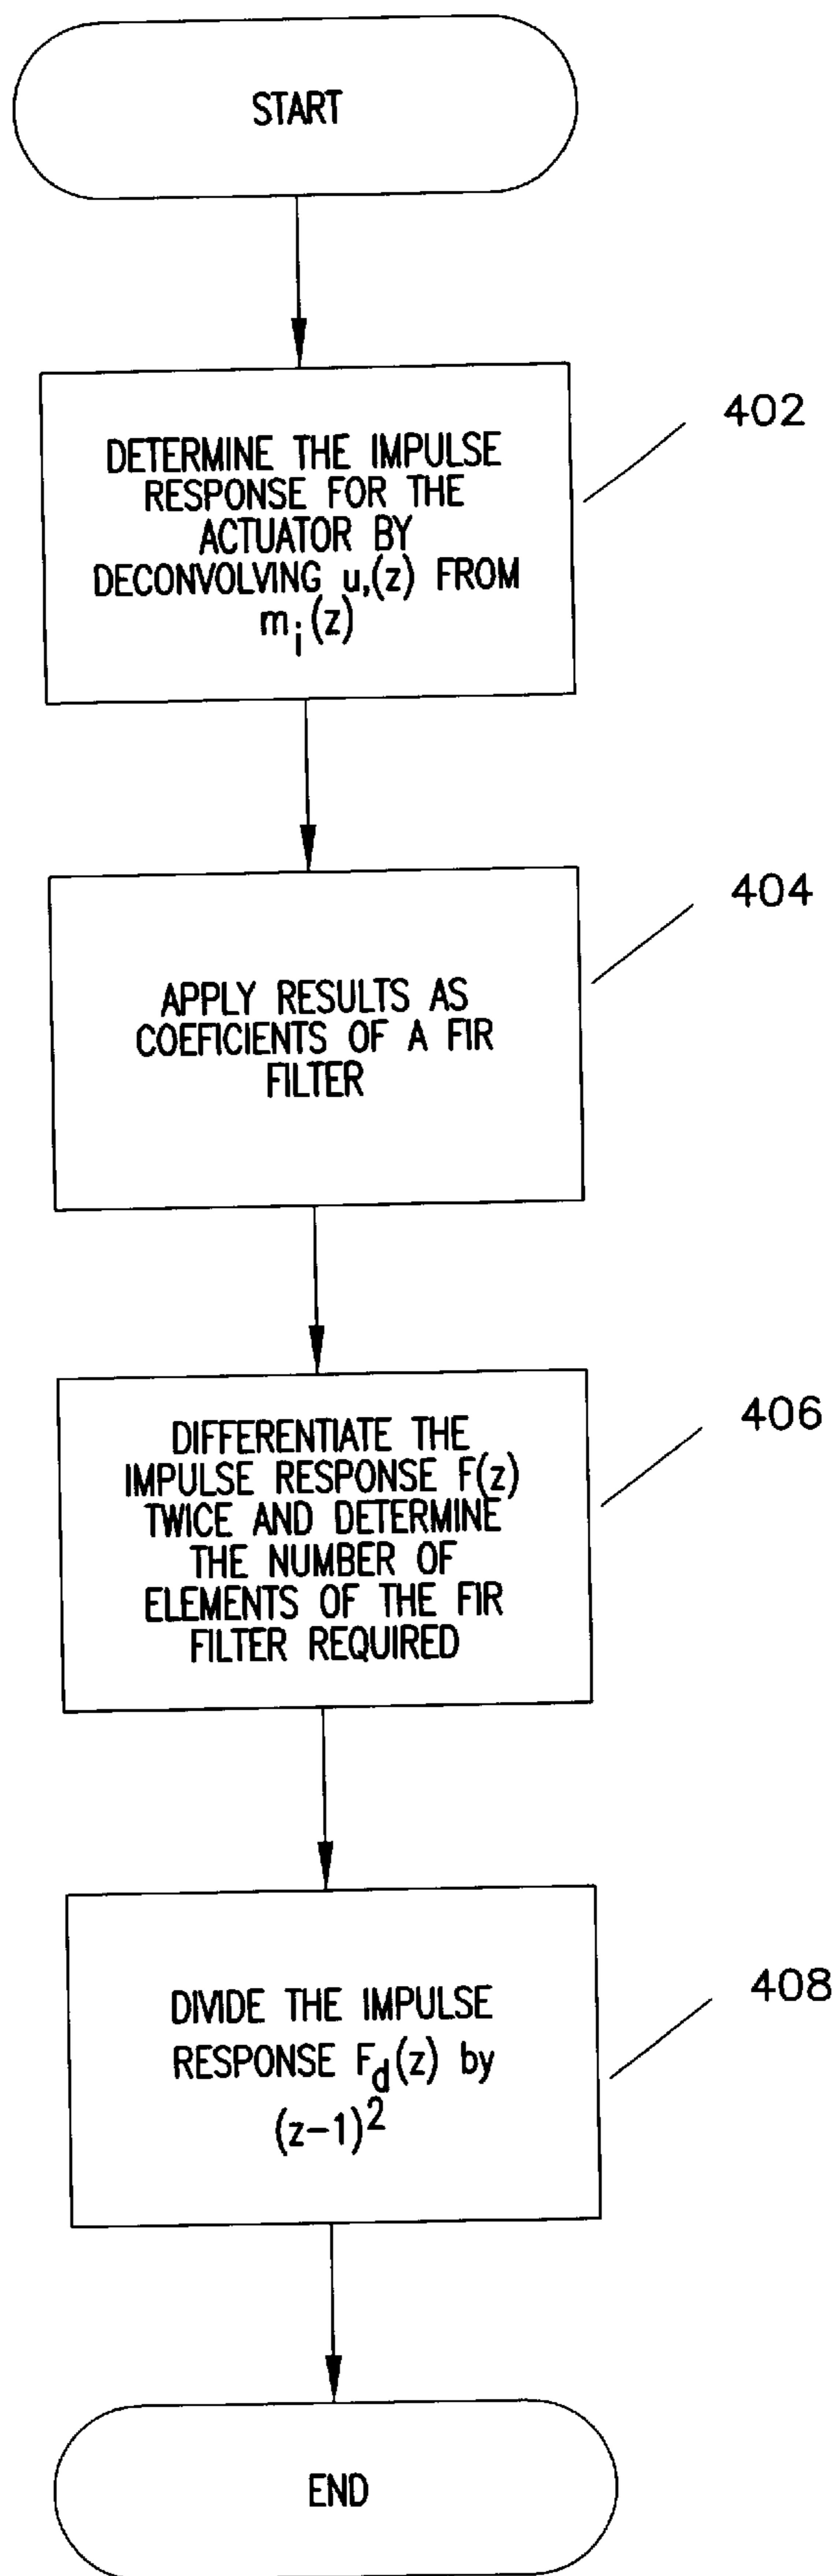 START
402
DETERMINE THE IMPULSE
RESPONSE FOR THE
ACTUATOR BY
DECONVOLVING u,(z) FROM
m_i(z)
404
APPLY RESULTS AS
COEFICIENTS OF A FIR
FILTER
406
DIFFERENTIATE THE
IMPULSE RESPONSE F(z)
TWICE AND DETERMINE
THE NUMBER OF
ELEMENTS OF THE FIR
FILTER REQUIRED
408
DIVIDE THE IMPULSE
RESPONSE F_d(z) by
(z-1)^2
END